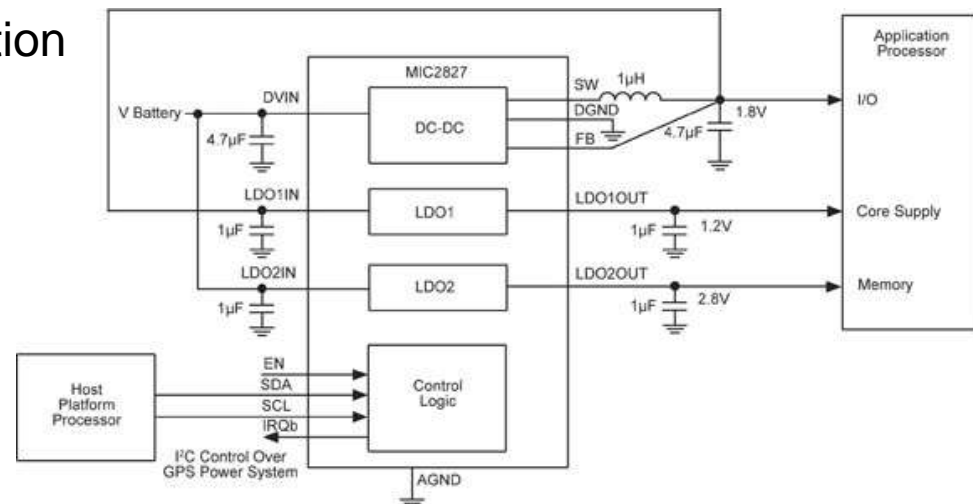 tion
MIC2827
Application
Processor
V Battery
DVIN
4.7µF
DC-DC
SW
1µH
DGND
FB
1.8V
4.7µF
I/O
LDO1IN
1µF
LDO1
LDO1OUT
1µF
1.2V
Core Supply
LDO2IN
1µF
LDO2
LDO2OUT
1µF
2.8V
Memory
Host
Platform
Processor
EN
SDA
SCL
IRQb
Control
Logic
I²C Control Over
GPS Power System
AGND